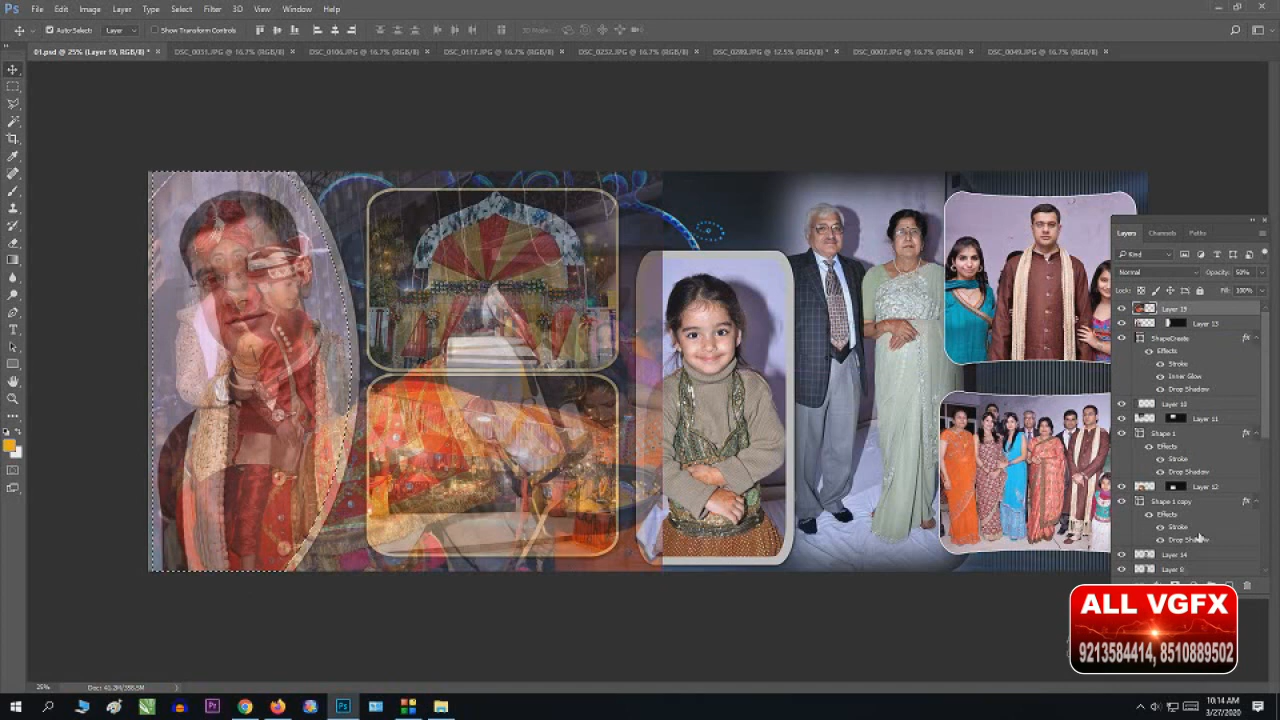 Ps File Edit Image Layer Type Select Filter 3D View Window Help
Auto-Select: Layer Show Transform Controls
01.psd @ 25% (Layer 19, RGB/8) * DSC_0031.JPG @ 16.7% (RGB/8) DSC_0106.JPG @ 16.7% (RGB/8) DSC_0117.JPG @ 16.7% (RGB/8) DSC_0232.JPG @ 16.7% (RGB/8) DSC_0289.JPG @ 12.5% (RGB/8) * DSC_0007.JPG @ 16.7% (RGB/8) DSC_0049.JPG @ 16.7% (RGB/8)
Layers Channels Paths
Kind
Normal Opacity: 50%
Lock: Fill: 100%
Layer 19
Layer 13
ShapeCreate fx
Effects
Stroke
Inner Glow
Drop Shadow
Layer 10
Layer 11
Shape 1 fx
Effects
Stroke
Drop Shadow
Layer 12
Shape 1 copy fx
Effects
Stroke
Drop Shadow
Layer 14
Layer 8
ALL VGFX
9213584414, 8510889502
25%
10:14 AM
3/27/2020